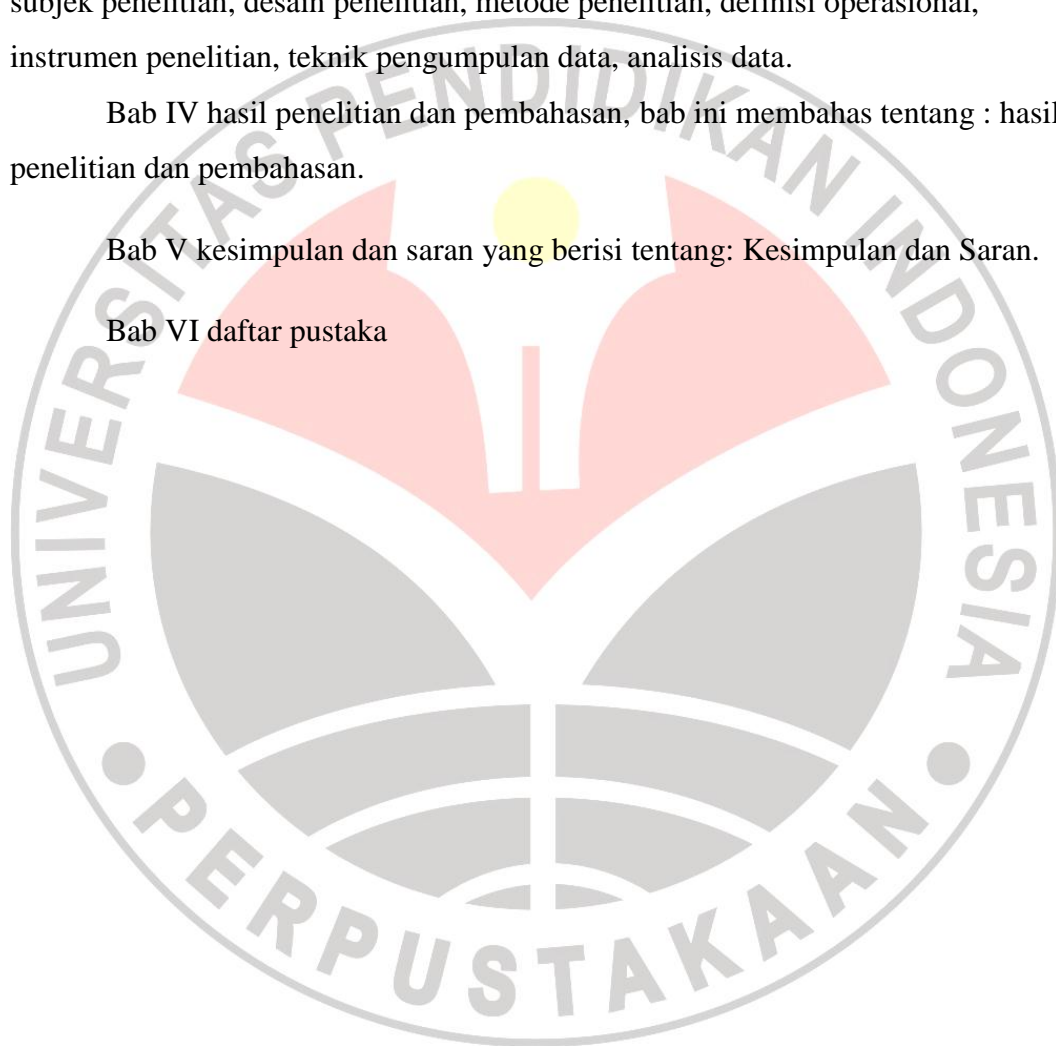 subjek penelitian, desain penelitian, metode penelitian, definisi operasional,
instrumen penelitian, teknik pengumpulan data, analisis data.
Bab IV hasil penelitian dan pembahasan, bab ini membahas tentang : hasil
penelitian dan pembahasan.
Bab V kesimpulan dan saran yang berisi tentang: Kesimpulan dan Saran.
Bab VI daftar pustaka
UNIVERSITAS PENDIDIKAN INDONESIA
PERPUSTAKAAN